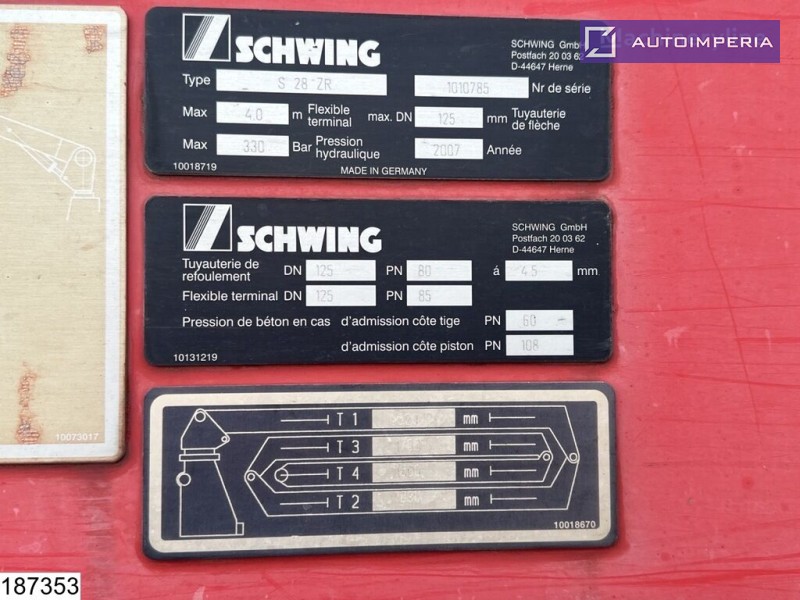 AUTOIMPERIA
SCHWING
SCHWING GmbH
Postfach 20 03 62
D-44647 Herne
Type S 28 ZR 1010785 Nr de série
Max 4.0 m Flexible terminal max. DN 125 mm Tuyauterie de flèche
Max 330 Bar Pression hydraulique 2007 Année
10018719 MADE IN GERMANY
SCHWING
SCHWING GmbH
Postfach 20 03 62
D-44647 Herne
Tuyauterie de refoulement DN 125 PN 80 á 4.5 mm
Flexible terminal DN 125 PN 85
Pression de béton en cas d'admission côte tige PN 60
d'admission côte piston PN 108
10131219
10073017
T 1 mm
T 3 mm
T 4 mm
T 2 mm
10018670
187353